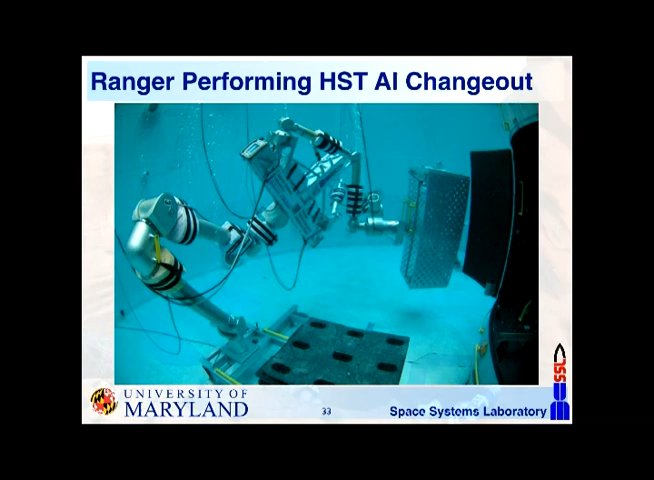 Ranger Performing HST AI Changeout
UNIVERSITY OF
MARYLAND
33
Space Systems Laboratory
SSL